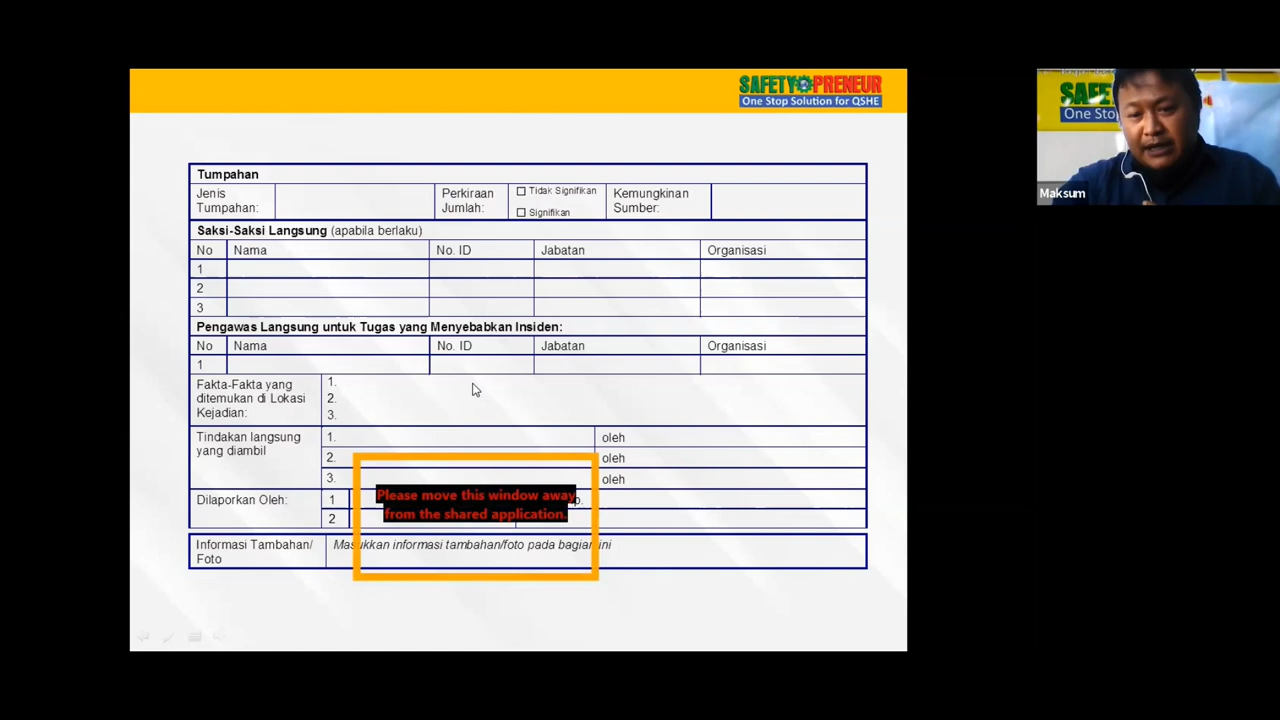 SAFETY PRENEUR
One Stop Solution for QSHE
Tumpahan
Jenis Tumpahan:
Perkiraan Jumlah:
Tidak Signifikan
Signifikan
Kemungkinan Sumber:
Saksi-Saksi Langsung (apabila berlaku)
No Nama No. ID Jabatan Organisasi
1
2
3
Pengawas Langsung untuk Tugas yang Menyebabkan Insiden:
No Nama No. ID Jabatan Organisasi
1
Fakta-Fakta yang
ditemukan di Lokasi
Kejadian:
1.
2.
3.
Tindakan langsung
yang diambil
1. oleh
2. oleh
3. oleh
Dilaporkan Oleh: 1
2
Please move this window away
from the shared application.
Informasi Tambahan/
Foto
Masukkan informasi tambahan/foto pada bagian ini
One Sto
Maksum